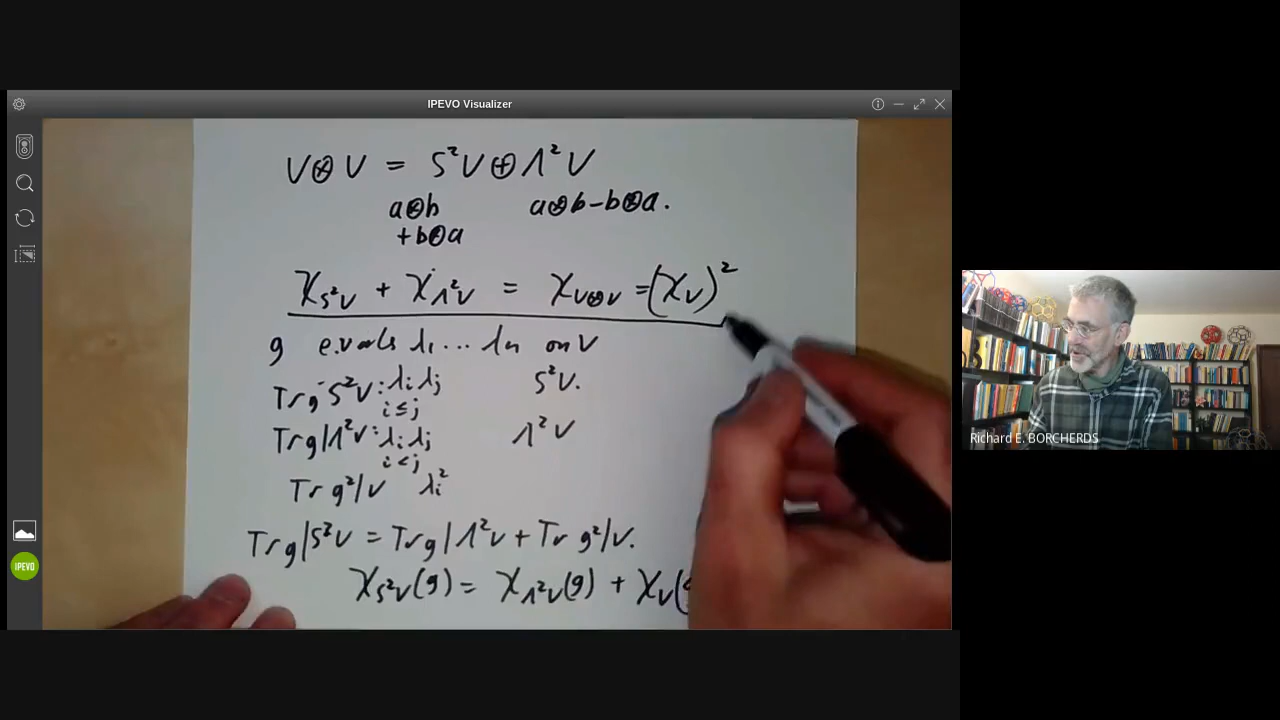 IPEVO Visualizer
V⊗V = S²V⊕Λ²V
a⊗b a⊗b-b⊗a.
+b⊗a
χ_{S²V} + χ_{Λ²V} = χ_{V⊗V} = (χ_V)²
g e.vals λ₁...λₙ on V
Tr g S²V: λᵢλⱼ S²V.
i≤j
Tr g|Λ²V: λᵢλⱼ Λ²V
i<j
Tr g²|V λᵢ²
Tr g|S²V = Tr g|Λ²V + Tr g²|V.
χ_{S²V}(g) = χ_{Λ²V}(g) + χ_V(
Richard E. BORCHERDS
IPEVO